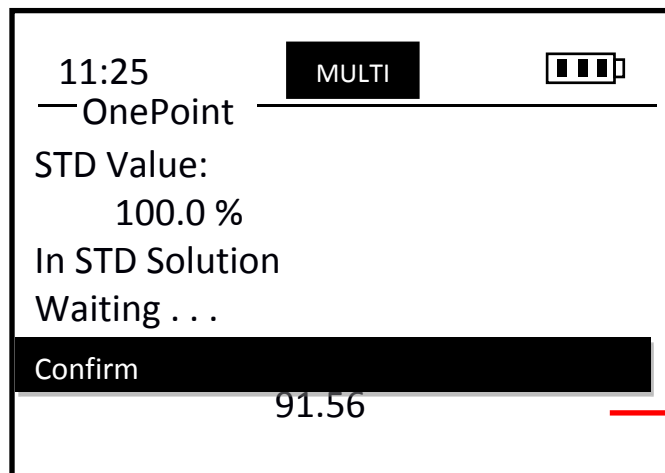 11:25 MULTI
OnePoint
STD Value:
100.0 %
In STD Solution
Waiting . . .
Confirm
91.56